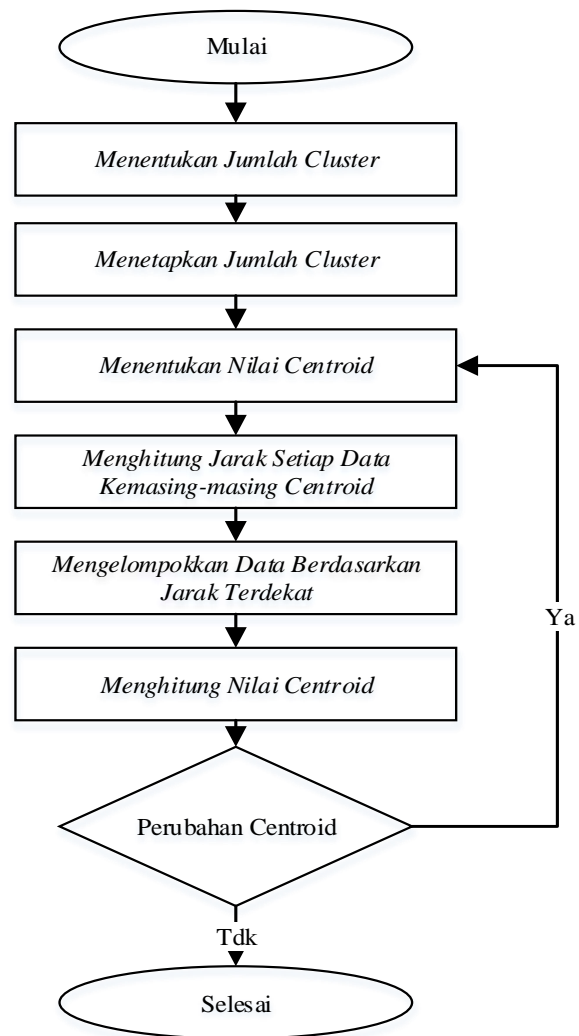 Mulai
Menentukan Jumlah Cluster
Menetapkan Jumlah Cluster
Menentukan Nilai Centroid
Menghitung Jarak Setiap Data
Kemasing-masing Centroid
Mengelompokkan Data Berdasarkan
Jarak Terdekat
Ya
Menghitung Nilai Centroid
Perubahan Centroid
Tdk
Selesai